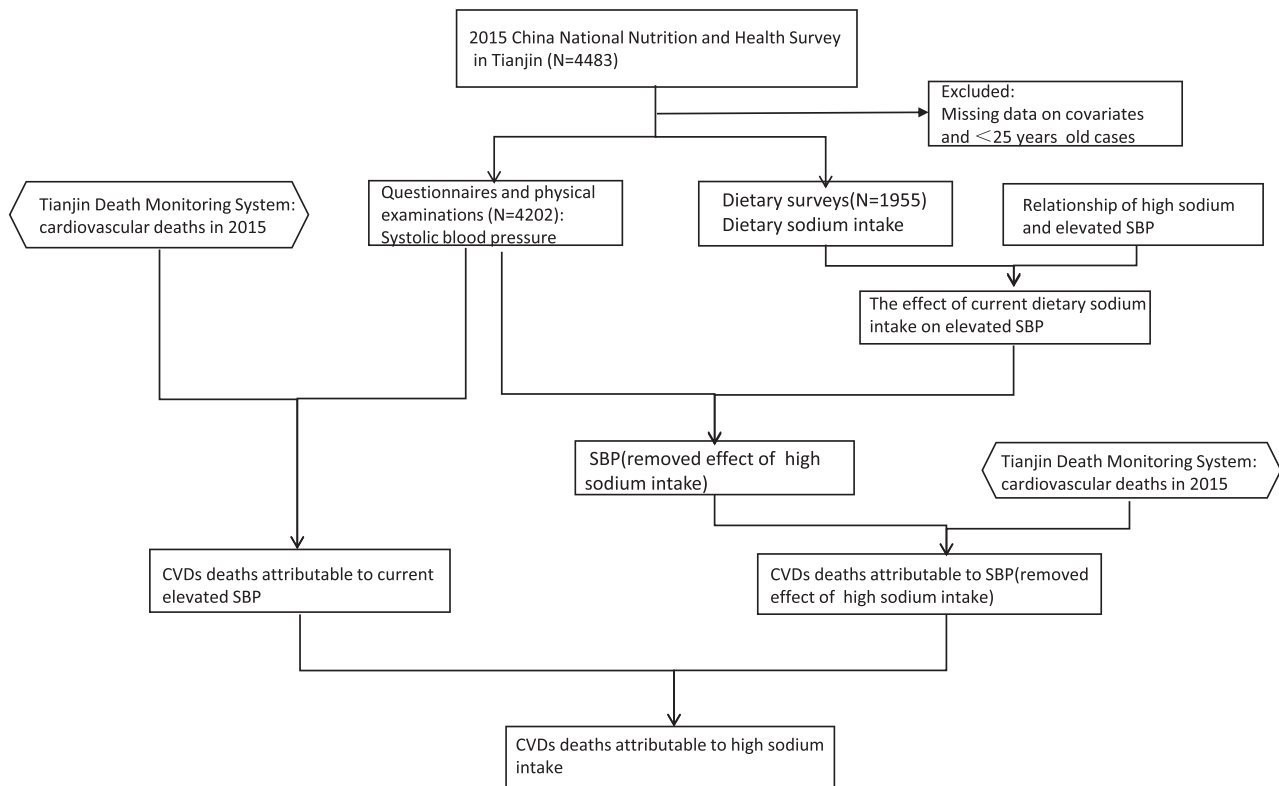 2015 China National Nutrition and Health Survey
in Tianjin (N=4483)
Excluded:
Missing data on covariates
and ＜25 years old cases
Tianjin Death Monitoring System:
cardiovascular deaths in 2015
Questionnaires and physical
examinations (N=4202):
Systolic blood pressure
Dietary surveys(N=1955)
Dietary sodium intake
Relationship of high sodium
and elevated SBP
The effect of current dietary sodium
intake on elevated SBP
SBP(removed effect of high
sodium intake)
Tianjin Death Monitoring System:
cardiovascular deaths in 2015
CVDs deaths attributable to current
elevated SBP
CVDs deaths attributable to SBP(removed
effect of high sodium intake)
CVDs deaths attributable to high sodium
intake